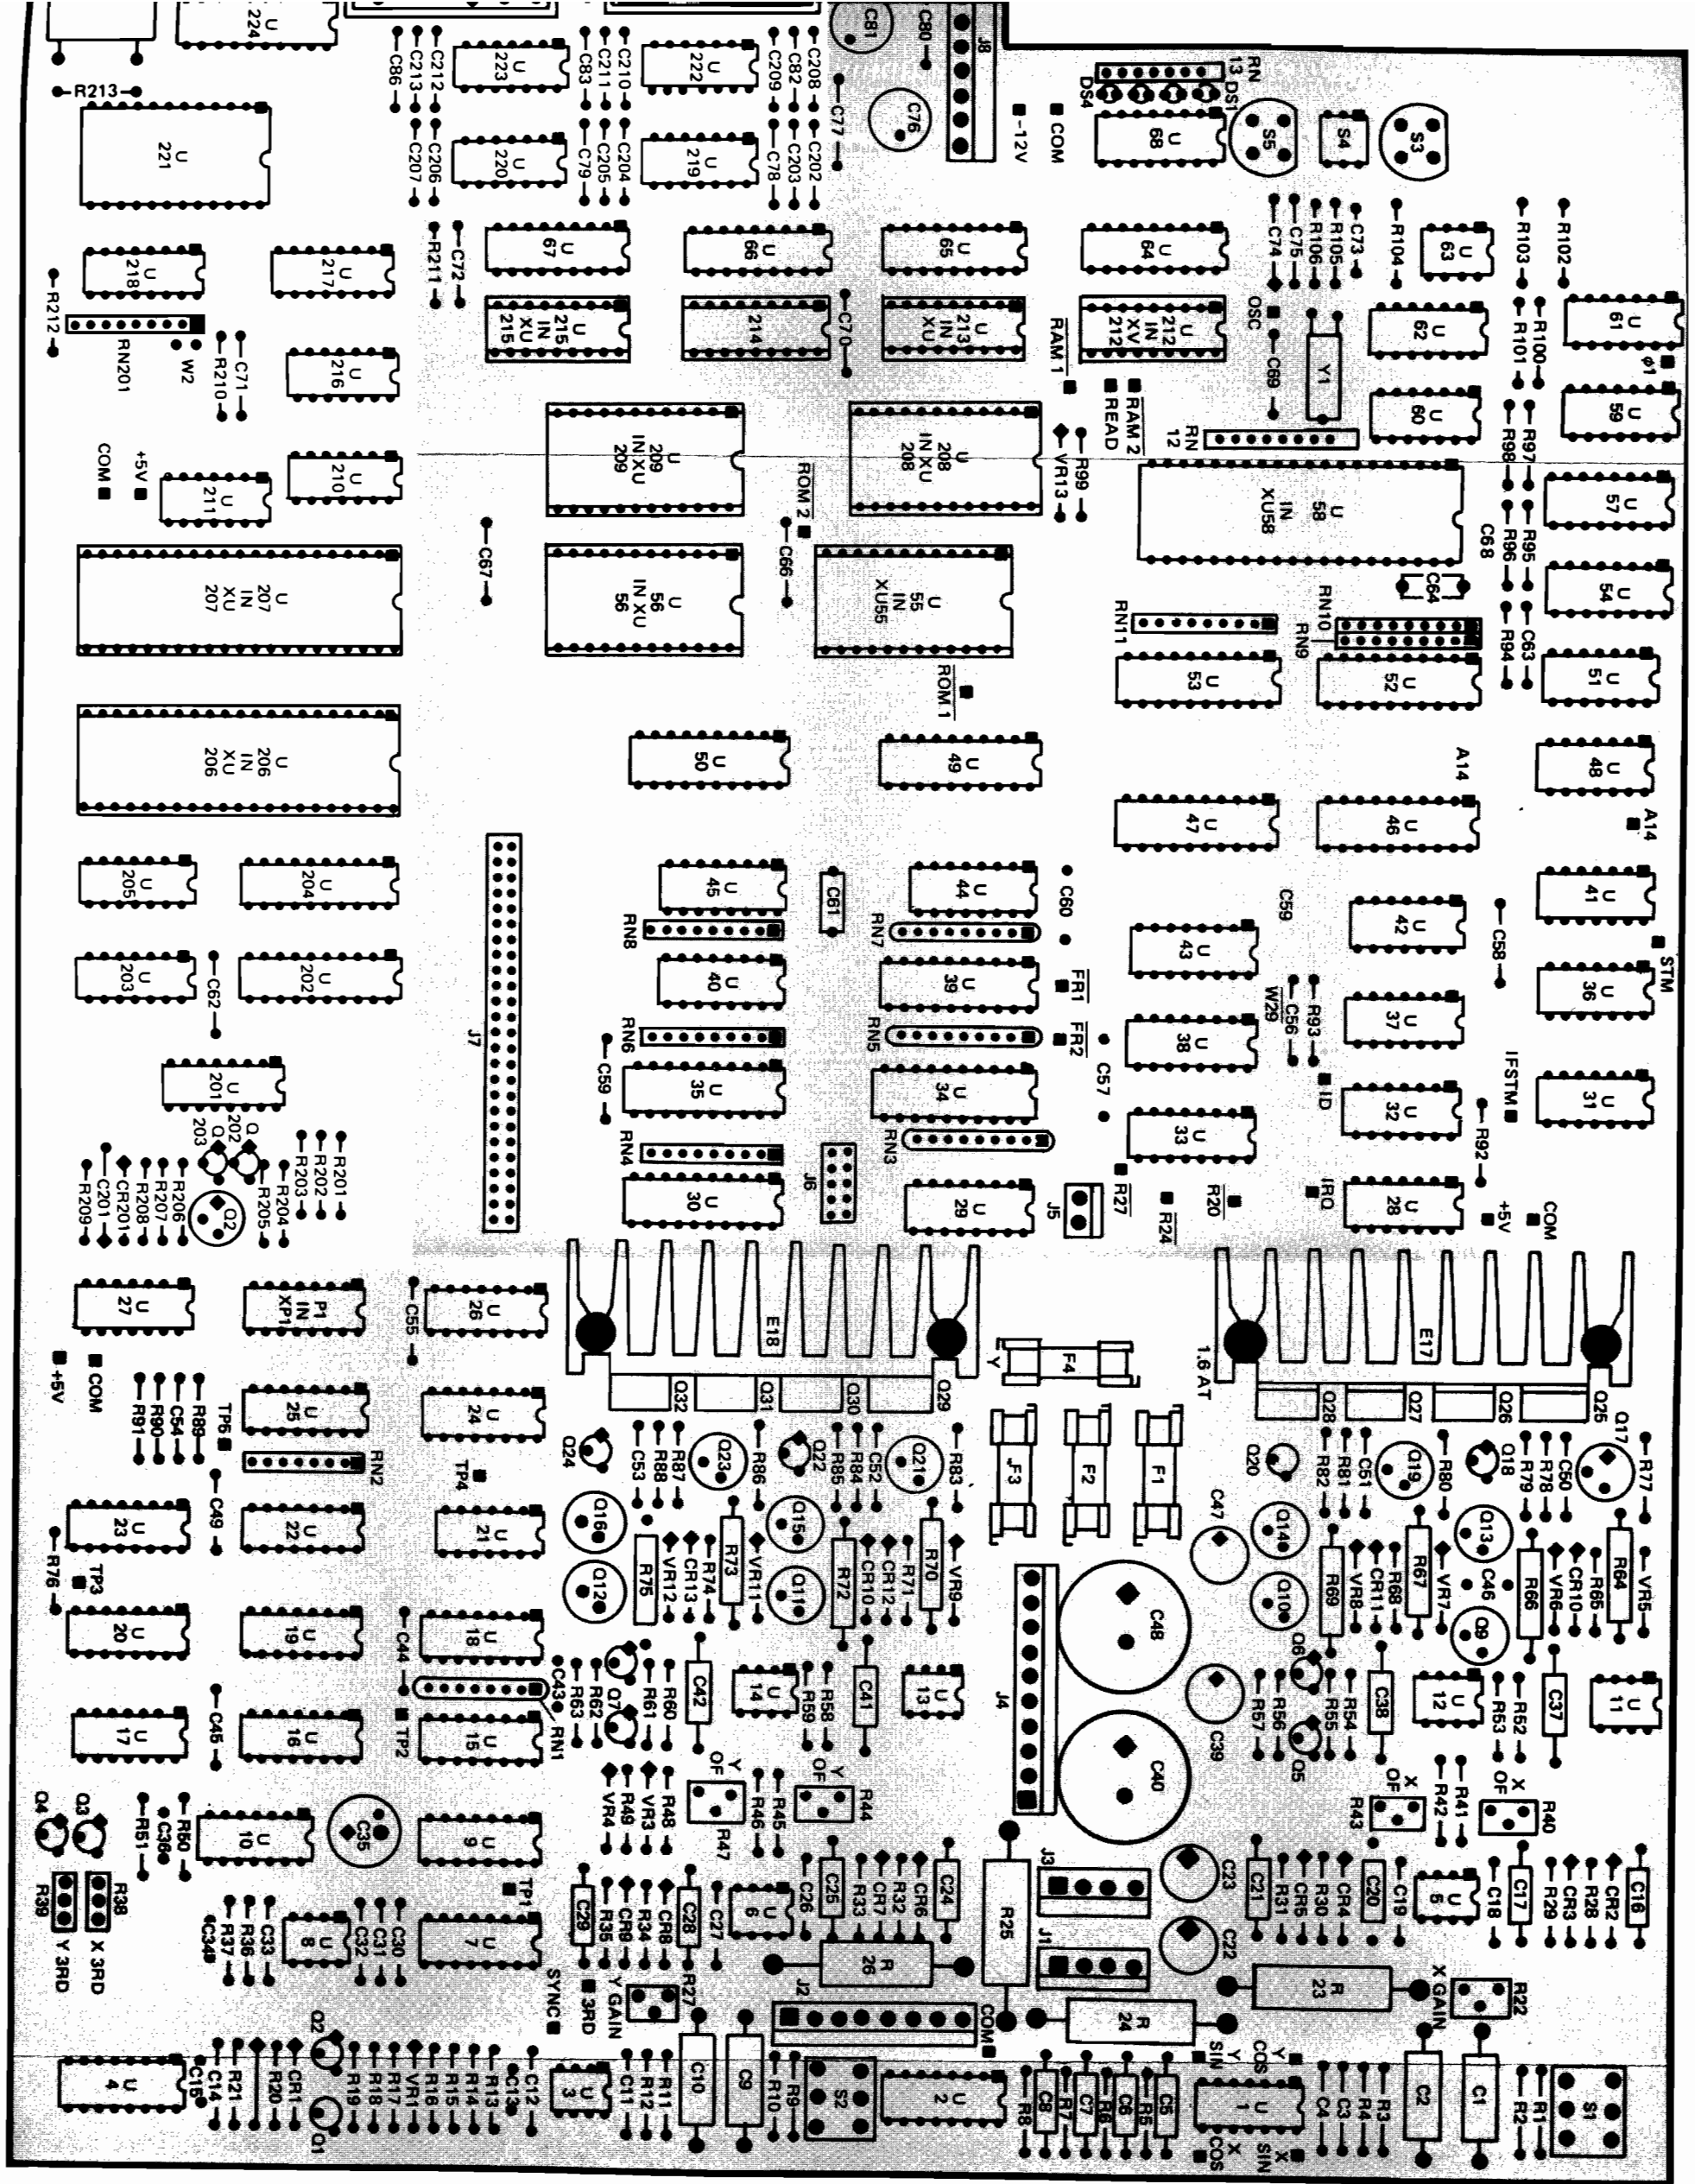 U 224
C86
C213
C212
U 223
C83
C211
C210
U 222
C209
C82
C208
C81
C80
J8
C77
C76
-12V
COM
RN 13
DS1
DS4
U 68
S5
S4
S3
R213
U 221
C207
C206
U 220
C79
C205
C204
U 219
C78
C203
C202
R211
C72
U 67
U 66
U 65
U 64
C74
C75
R106
R105
C73
R104
U 63
R103
R102
U 218
U 217
R212
RN201
W2
R210
C71
U 216
215 U IN XU 215
U 214
C70
213 U IN XU 213
RAM 1
212 U IN XV 212
OSC
C69
Y1
U 62
R101
R100
U 61
φ1
RAM 2
READ
RN 12
U 60
U 59
COM
+5V
U 211
U 210
U 209 IN XU 209
ROM 2
U 208 IN XU 208
VR13
R99
U 58 IN XU58
R98
R97
U 57
C68
R96
R95
U 54
C67
C66
U 207 IN XU 207
U 56 IN XU 56
U 55 IN XU55
C64
RN11
RN10
RN9
R94
C63
U 53
U 52
U 51
ROM 1
U 206 IN XU 206
U 50
U 49
U 47
U 46
A14
U 48
A14
U 205
U 204
U 45
C61
U 44
C60
C59
U 42
C58
U 41
STM
RN8
RN7
U 43
U 203
C62
U 202
J7
U 40
U 39
FR1
W29
C56
R93
U 37
U 36
RN6
RN5
FR2
U 38
C57
ID
IFSTM
U 201
C59
U 35
U 34
U 33
U 32
R92
U 31
Q 203
Q 202
R203
R202
R201
RN4
J6
RN3
R209
C201
CR201
R208
R207
R206
Q2
R205
R204
U 30
U 29
J5
R27
R24
R20
IRQ
U 28
+5V
COM
U 27
P1 IN XP1
C55
U 26
E18
Y
F4
1.6 AT
E17
+5V
COM
R91
R90
C54
R89
TP6
U 25
U 24
Q32
Q31
Q30
Q29
Q28
Q27
Q26
Q25
RN2
TP4
Q24
C53
R88
R87
Q23
R86
Q22
R85
R84
C52
Q21
R83
F3
F2
F1
Q20
R82
R81
C51
Q19
R80
Q18
R79
R78
C50
Q17
R77
C49
U 23
U 22
U 21
Q16
R73
Q15
R72
R70
C47
Q14
R67
Q13
R66
R64
R76
TP3
Q12
R75
VR12
CR13
R74
VR11
Q11
CR10
CR12
R71
VR9
C48
Q10
R69
VR8
CR11
R68
VR7
C46
Q9
VR6
CR10
R65
VR5
U 20
U 19
C44
U 18
C43
R63
R62
Q7
R61
R60
C42
U 14
R59
R58
C41
U 13
J4
C39
R57
R56
Q6
R55
R54
C38
U 12
R53
R52
C37
U 11
U 17
C45
U 16
TP2
U 15
RN1
Y OF
Y OF
C40
Q5
X OF
X OF
Q4
Q3
R51
C36
R50
U 10
C35
U 9
VR4
R49
VR3
R48
R47
R46
R45
R44
R43
R42
R41
R40
R39
R38
Y 3RD
X 3RD
C34
R37
R36
C33
U 8
C32
C31
C30
TP1
U 7
C29
R35
CR9
R34
CR8
C28
C27
U 6
C26
C25
R33
CR7
R32
CR6
C24
R25
J3
J1
C23
C22
C21
R31
CR5
R30
CR4
C20
C19
U 5
C18
C17
R29
CR3
R28
CR2
C16
SYNC
3RD
Y GAIN
R27
R 26
J2
COM
R 24
R 23
X GAIN
R22
U 4
C15
C14
R21
R20
CR1
Q2
Q1
R19
R18
R17
VR1
R16
R15
R14
R13
C13
C12
U 3
C11
R12
R11
C10
C9
R10
R9
S2
U 2
R8
C8
R7
C7
R6
C6
R5
C5
Y SIN
Y COS
U 1
X COS
X SIN
C4
C3
R4
R3
C2
C1
R2
R1
S1